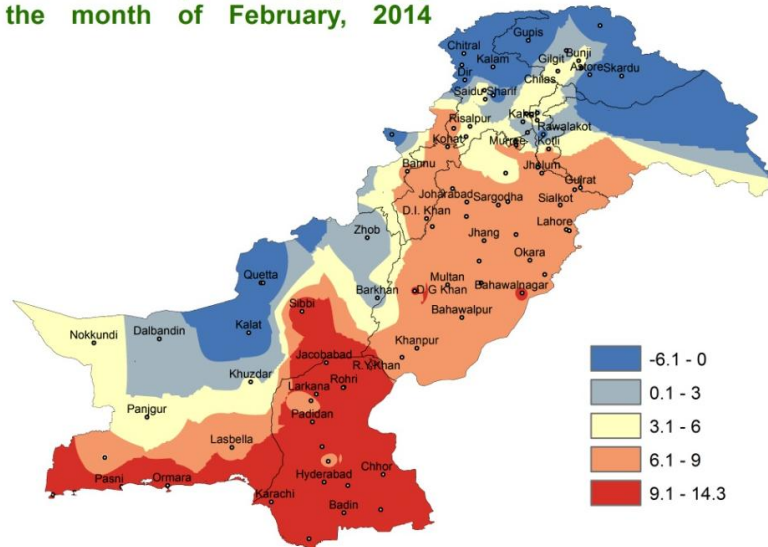 the month of February, 2014
Gupis
Chitral
Kalam
Gilgit
Bunji
Dir
Astore
Skardu
Chilas
Saidu Sharif
Risalpur
Kakul
Rawalakot
Kohat
Murree
Kotli
Bannu
Jhelum
Gujrat
Joharabad
Sargodha
Sialkot
D.I. Khan
Lahore
Zhob
Jhang
Okara
Quetta
Multan
Barkhan
D.G Khan
Bahawalnagar
Sibbi
Bahawalpur
Nokkundi
Dalbandin
Kalat
Khanpur
Jacobabad
R.Y.Khan
Khuzdar
Rohri
Larkana
Panjgur
Padidan
Lasbella
Pasni
Ormara
Hyderabad
Chhor
Karachi
Badin
-6.1 - 0
0.1 - 3
3.1 - 6
6.1 - 9
9.1 - 14.3